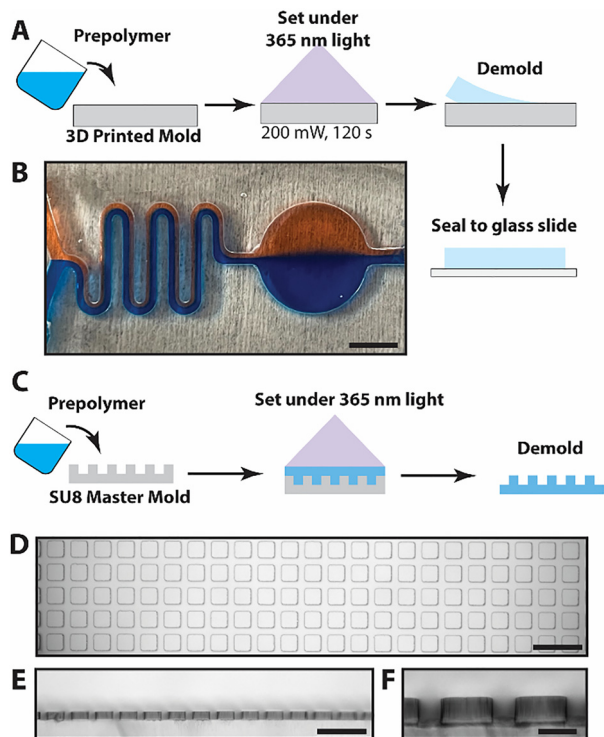 A
Prepolymer
3D Printed Mold
Set under
365 nm light
200 mW, 120 s
Demold
Seal to glass slide
B
C
Prepolymer
SU8 Master Mold
Set under 365 nm light
Demold
D
E
F